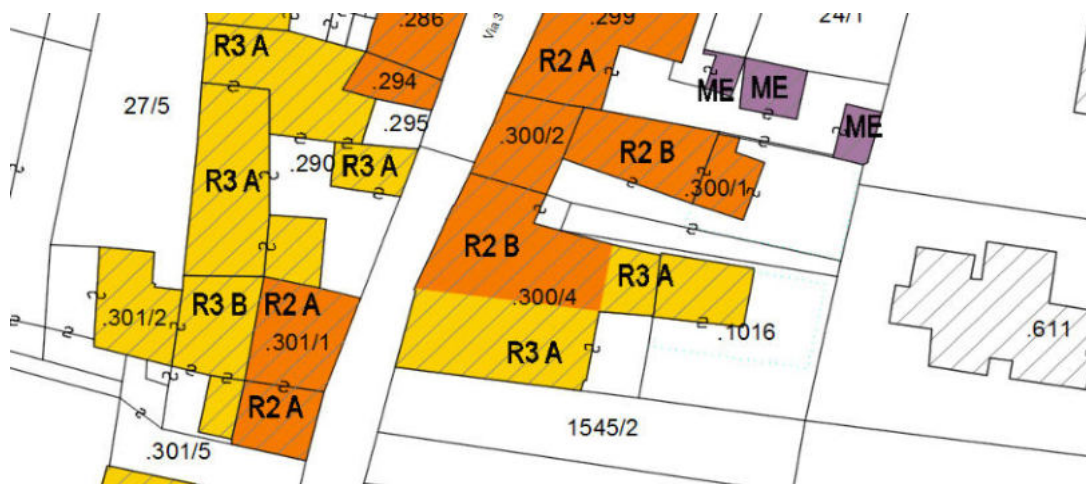 .286
Via 3
.299
24/1
R3 A
R2 A
.294
ME
ME
27/5
.295
ME
.300/2
R2 B
.290
R3 A
R3 A
.300/1
R2 B
R3 A
.301/2
R3 B
R2 A
.300/4
.301/1
.1016
.611
R3 A
R2 A
1545/2
.301/5